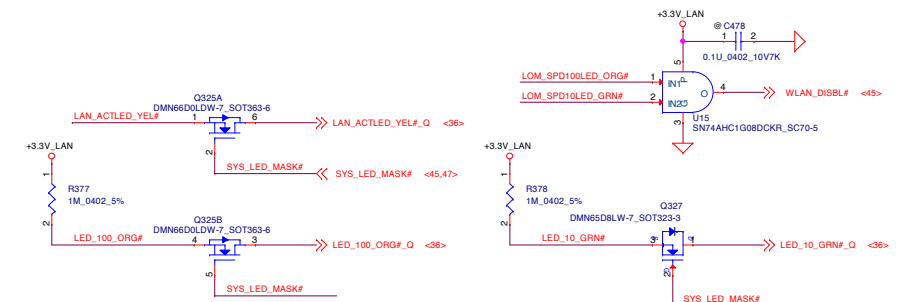 +3.3V_LAN
@ C478
1 2
0.1U_0402_10V7K
5
P
LOM_SPD100LED_ORG# 1 IN1
O 4 WLAN_DISBL# <45>
LOM_SPD10LED_GRN# 2 IN2
G
3
U15
SN74AHC1G08DCKR_SC70-5
Q325A
DMN66D0LDW-7_SOT363-6
LAN_ACTLED_YEL# 1 6 LAN_ACTLED_YEL#_Q <36>
2
SYS_LED_MASK# SYS_LED_MASK# <45,47>
+3.3V_LAN
1
R377
1M_0402_5%
2
Q325B
DMN66D0LDW-7_SOT363-6
LED_100_ORG# 4 3 LED_100_ORG#_Q <36>
5
SYS_LED_MASK#
+3.3V_LAN
1
R378
1M_0402_5%
2
Q327
DMN65D8LW-7_SOT323-3
LED_10_GRN# 3 1 LED_10_GRN#_Q <36>
2
SYS_LED_MASK#